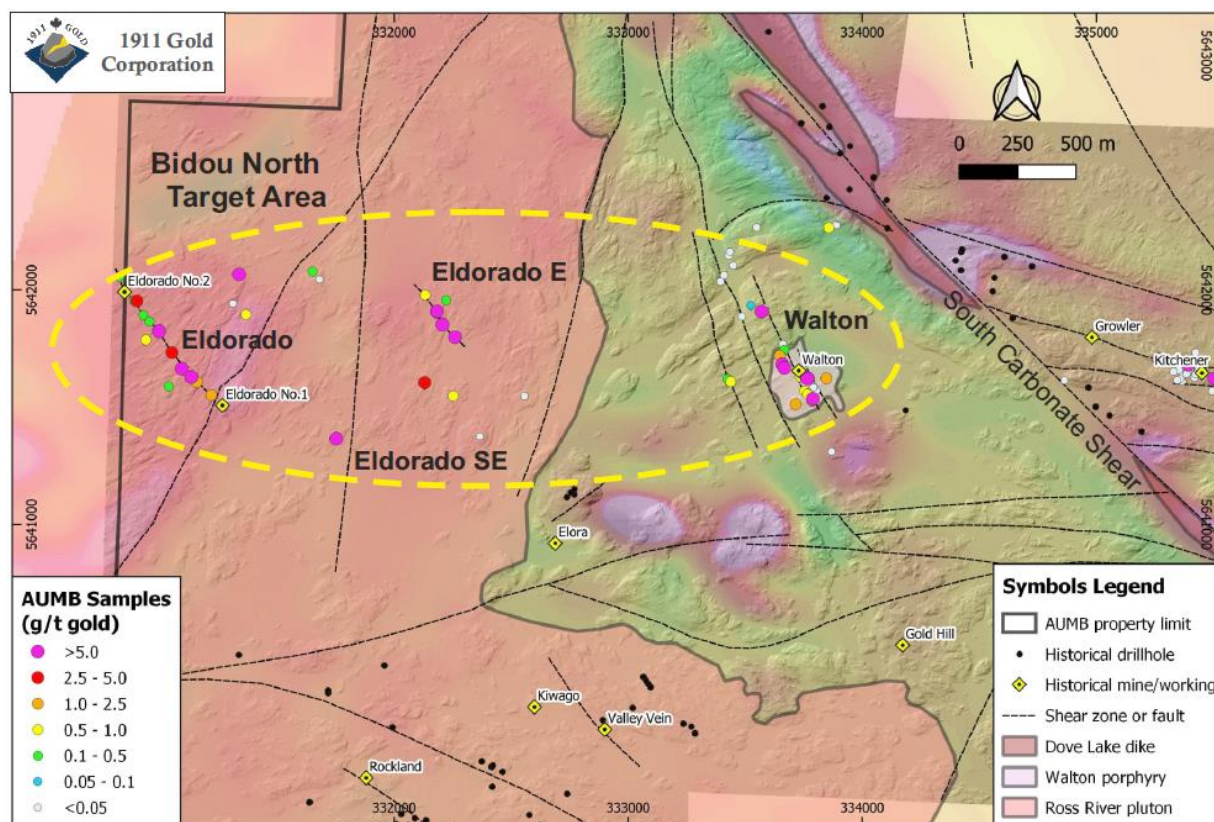 1911 GOLD
1911 Gold
Corporation
332000
333000
334000
335000
5643000
0 250 500 m
Bidou North
Target Area
Eldorado No.2
Eldorado E
5642000
5642000
Eldorado
Walton
Walton
South Carbonate Shear
Growler
Kitchener
Eldorado No.1
Eldorado SE
5641000
5641000
Elora
Gold Hill
Kiwago
Valley Vein
Rockland
332000
333000
334000
AUMB Samples
(g/t gold)
>5.0
2.5 - 5.0
1.0 - 2.5
0.5 - 1.0
0.1 - 0.5
0.05 - 0.1
<0.05
Symbols Legend
AUMB property limit
Historical drillhole
Historical mine/working
Shear zone or fault
Dove Lake dike
Walton porphyry
Ross River pluton